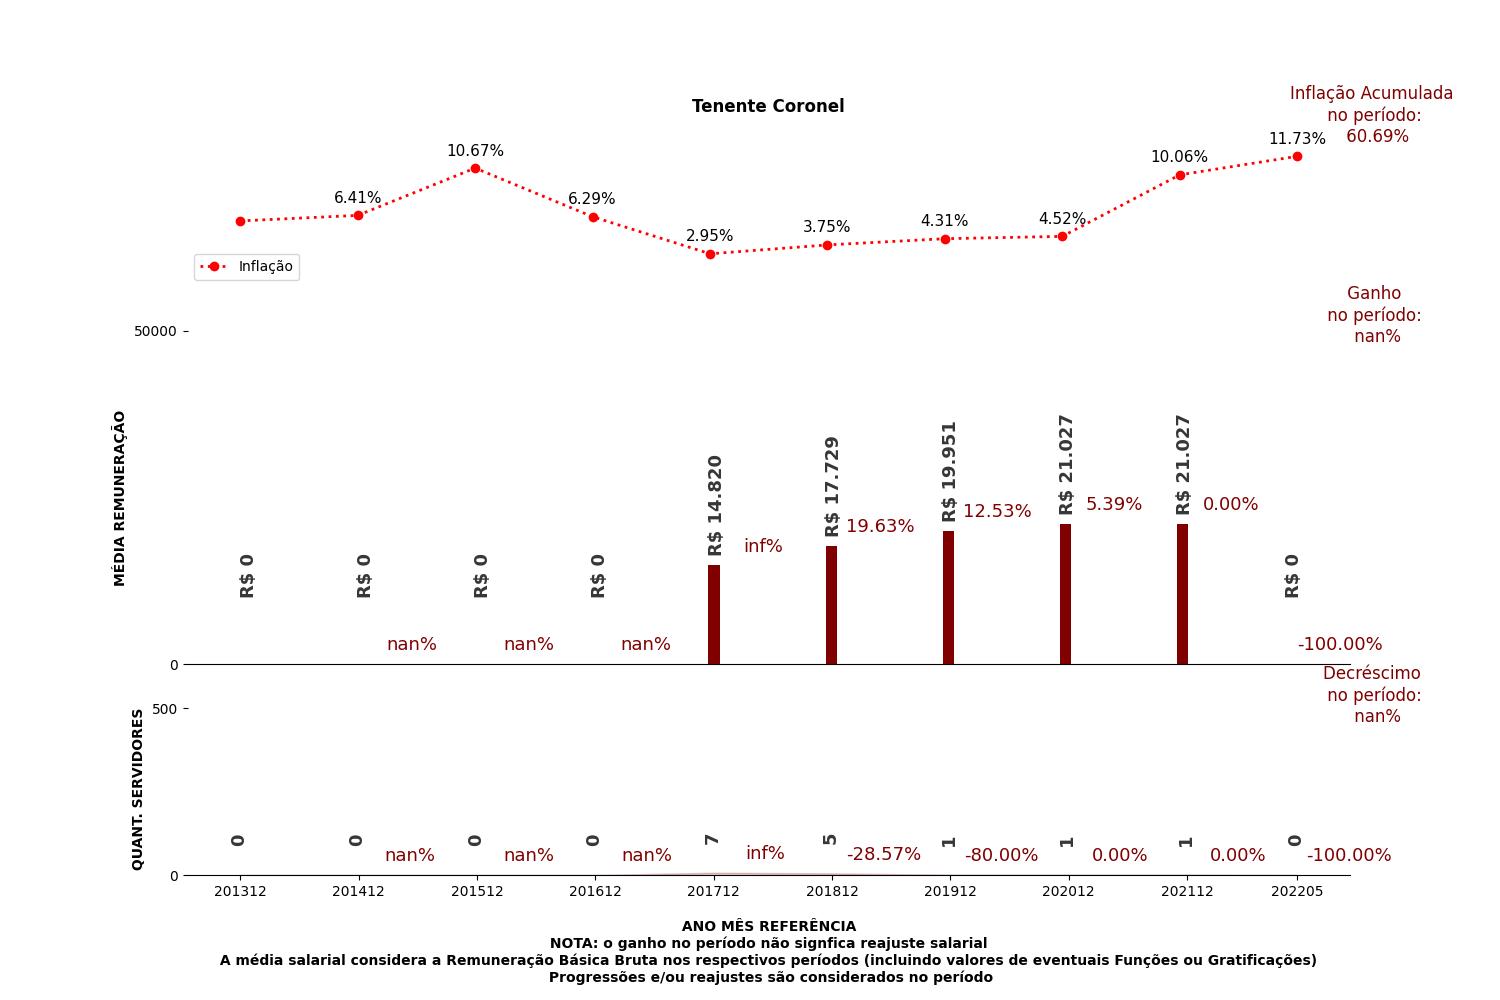 Tenente Coronel
Inflação Acumulada
no período:
60.69%
6.41%
10.67%
6.29%
2.95%
3.75%
4.31%
4.52%
10.06%
11.73%
Inflação
Ganho
no período:
nan%
50000
0
MÉDIA REMUNERAÇÃO
R$ 0
R$ 0
R$ 0
R$ 0
R$ 14.820
R$ 17.729
R$ 19.951
R$ 21.027
R$ 21.027
R$ 0
nan%
nan%
nan%
inf%
19.63%
12.53%
5.39%
0.00%
-100.00%
Decréscimo
no período:
nan%
500
0
QUANT. SERVIDORES
0
0
0
0
7
5
1
1
1
0
nan%
nan%
nan%
inf%
-28.57%
-80.00%
0.00%
0.00%
-100.00%
201312
201412
201512
201612
201712
201812
201912
202012
202112
202205
ANO MÊS REFERÊNCIA
NOTA: o ganho no período não signfica reajuste salarial
A média salarial considera a Remuneração Básica Bruta nos respectivos períodos (incluindo valores de eventuais Funções ou Gratificações)
Progressões e/ou reajustes são considerados no período